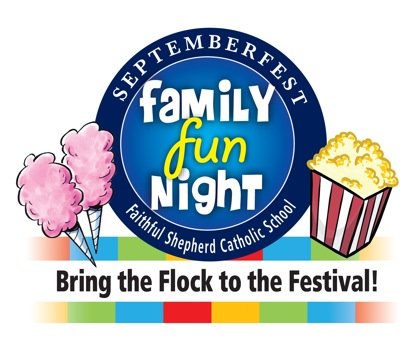 SEPTEMBERFEST
FAMiLY
fun
NiGHT
Faithful Shepherd Catholic School
Bring the Flock to the Festival!